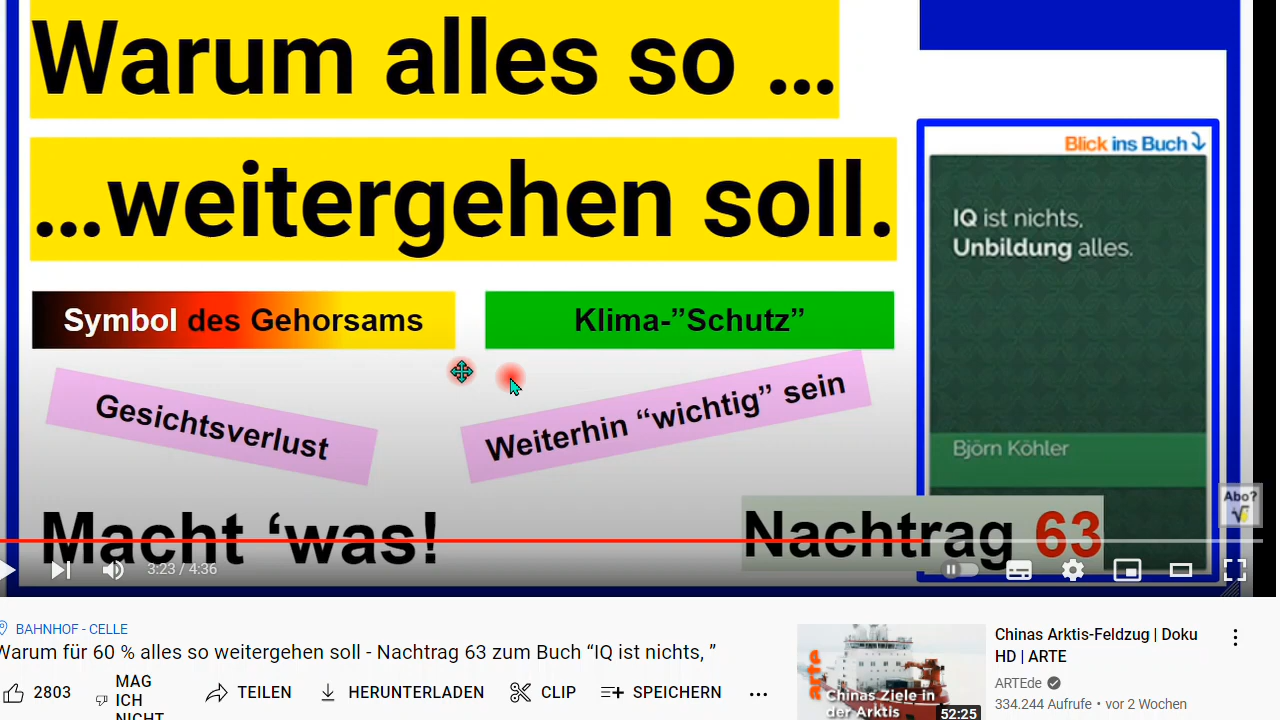 Warum alles so ...
...weitergehen soll.
Blick ins Buch
IQ ist nichts,
Unbildung alles.
Björn Köhler
Symbol des Gehorsams
Klima-”Schutz”
Gesichtsverlust
Weiterhin “wichtig” sein
Macht ‘was!
Nachtrag 63
Abo?
3:23 / 4:36
BAHNHOF - CELLE
Warum für 60 % alles so weitergehen soll - Nachtrag 63 zum Buch “IQ ist nichts, ”
2803
MAG
ICH
NICHT
TEILEN
HERUNTERLADEN
CLIP
SPEICHERN
...
arte
Chinas Ziele in
der Arktis
52:25
Chinas Arktis-Feldzug | Doku
HD | ARTE
ARTEde
334.244 Aufrufe • vor 2 Wochen